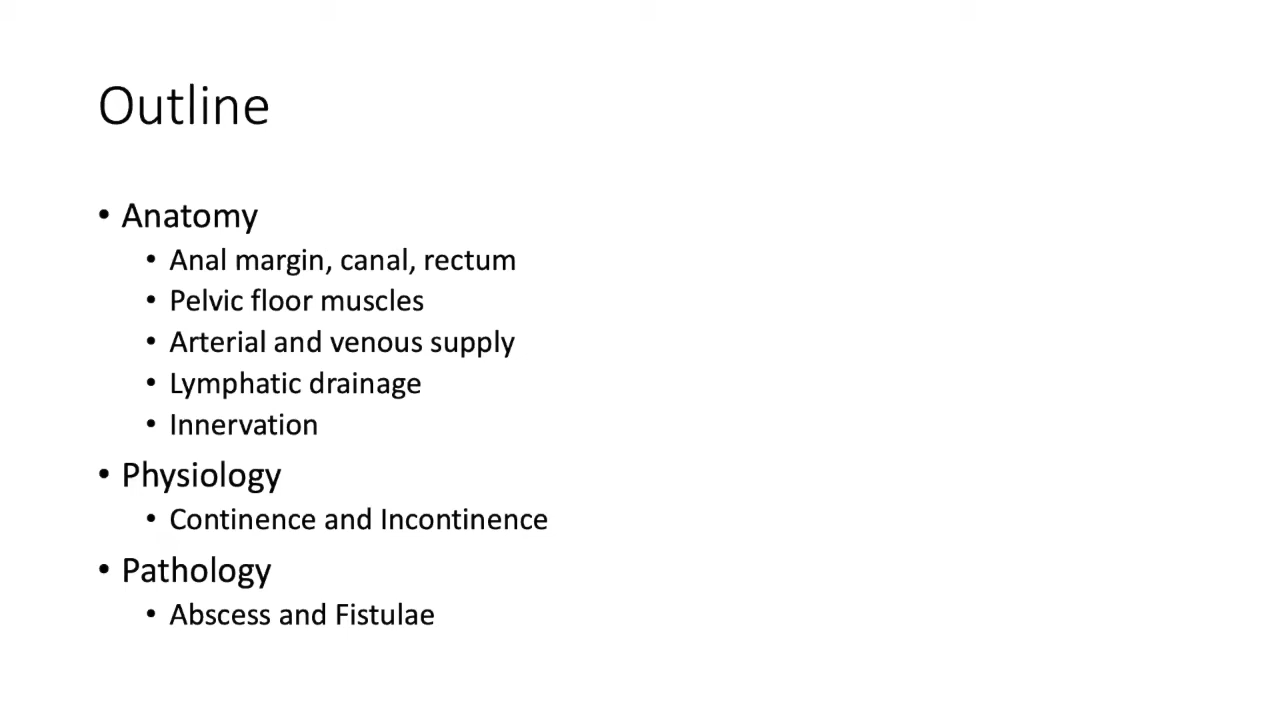 Outline
• Anatomy
• Anal margin, canal, rectum
• Pelvic floor muscles
• Arterial and venous supply
• Lymphatic drainage
• Innervation
• Physiology
• Continence and Incontinence
• Pathology
• Abscess and Fistulae